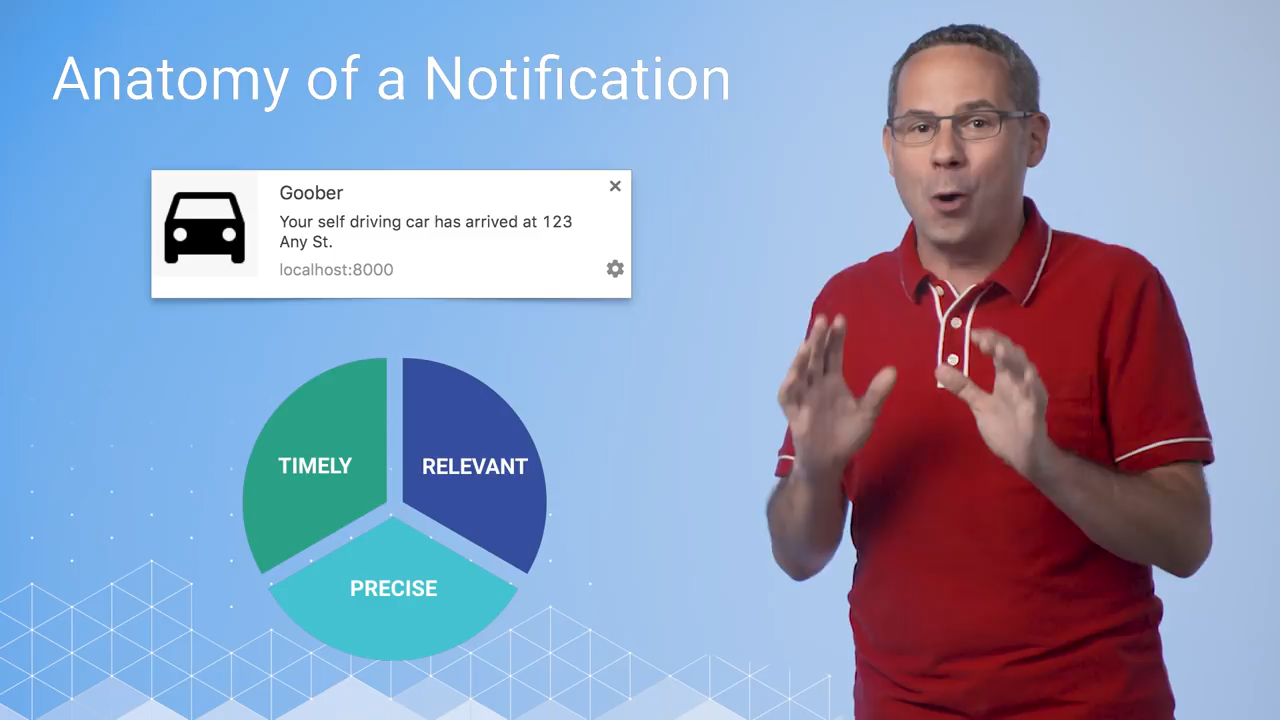 Anatomy of a Notification
Goober
Your self driving car has arrived at 123
Any St.
localhost:8000
TIMELY
RELEVANT
PRECISE